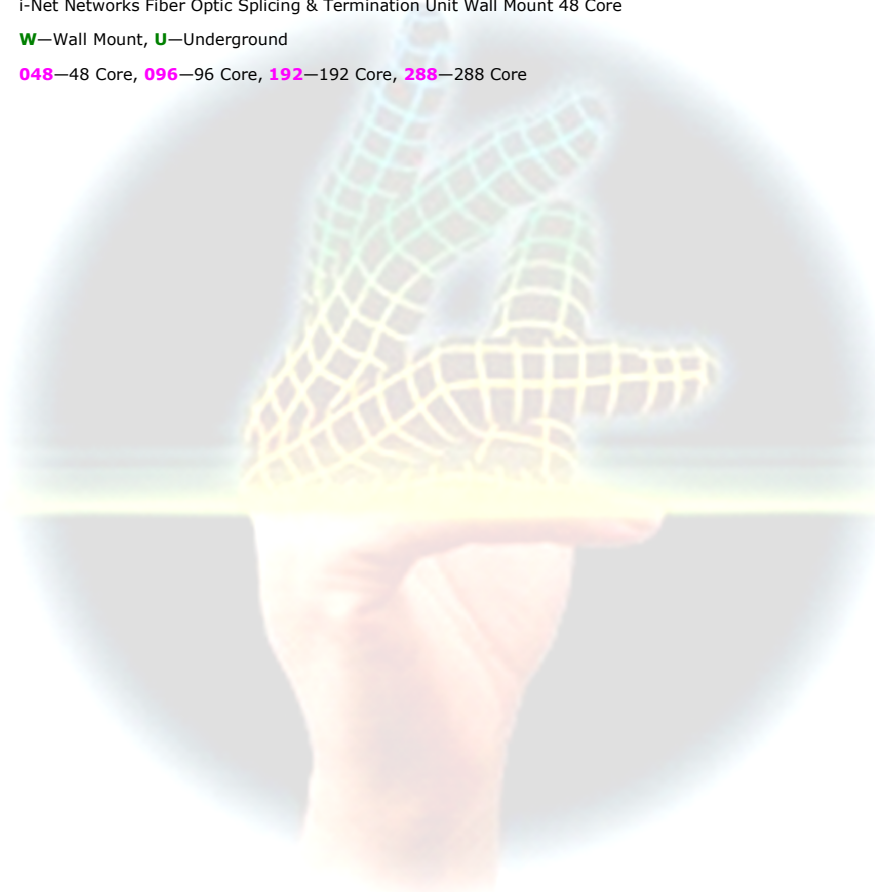 i-Net Networks Fiber Optic Splicing & Termination Unit Wall Mount 48 Core
W—Wall Mount, U—Underground
048—48 Core, 096—96 Core, 192—192 Core, 288—288 Core